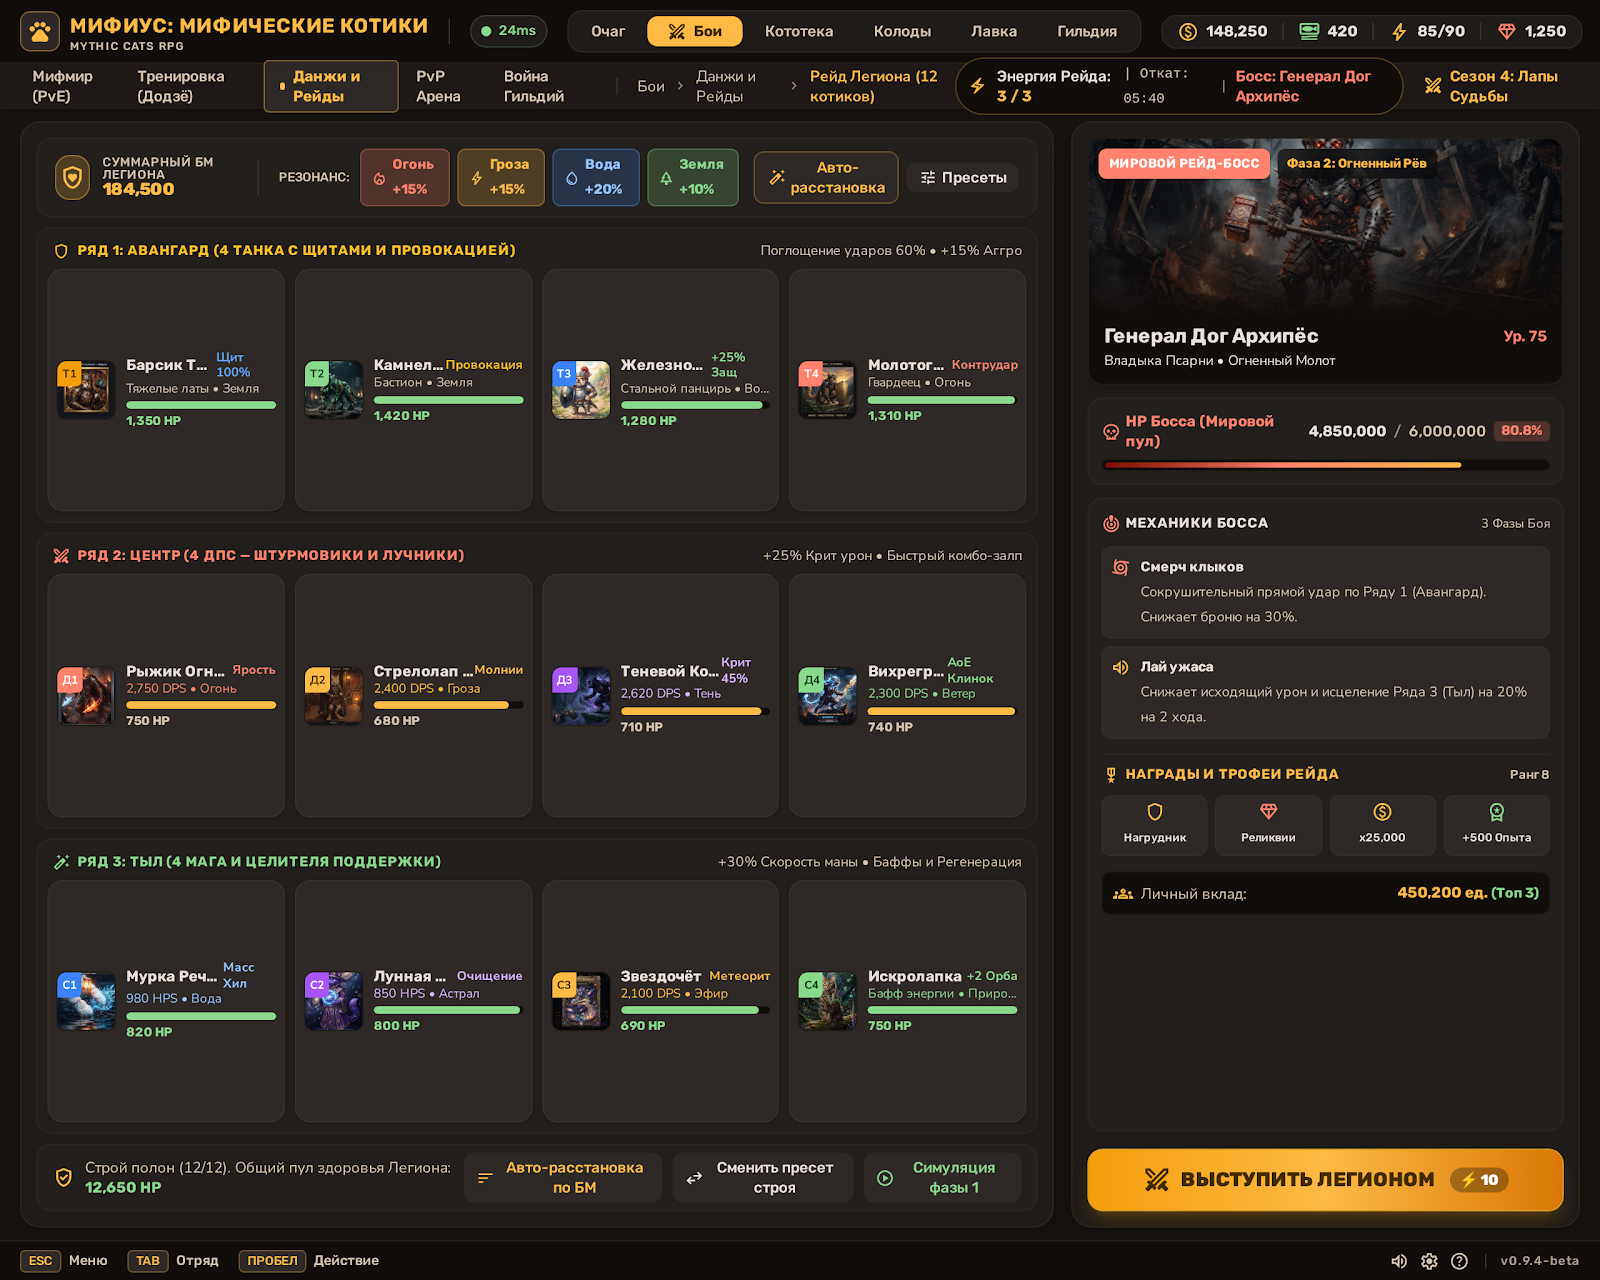 МИФИУС: МИФИЧЕСКИЕ КОТИКИ
MYTHIC CATS RPG
24ms
Очаг
Бои
Кототека
Колоды
Лавка
Гильдия
148,250
420
85/90
1,250
Мифмир
(PvE)
Тренировка
(Додзё)
Данжи и
Рейды
PvP
Арена
Война
Гильдий
Бои > Данжи и
Рейды > Рейд Легиона (12
котиков)
Энергия Рейда:
3 / 3
| Откат:
05:40
| Босс: Генерал Дог
Архипёс
Сезон 4: Лапы
Судьбы
СУММАРНЫЙ БМ
ЛЕГИОНА
184,500
РЕЗОНАНС:
Огонь
+15%
Гроза
+15%
Вода
+20%
Земля
+10%
Авто-
расстановка
Пресеты
РЯД 1: АВАНГАРД (4 ТАНКА С ЩИТАМИ И ПРОВОКАЦИЕЙ)
Поглощение ударов 60% • +15% Аггро
Т1
Барсик Т...
Щит
100%
Тяжелые латы • Земля
1,350 HP
Т2
Камнел...
Провокация
Бастион • Земля
1,420 HP
Т3
Железно...
+25%
Защ
Стальной панцирь • Во...
1,280 HP
Т4
Молотог...
Контрудар
Гвардеец • Огонь
1,310 HP
РЯД 2: ЦЕНТР (4 ДПС — ШТУРМОВИКИ И ЛУЧНИКИ)
+25% Крит урон • Быстрый комбо-залп
Д1
Рыжик Огн...
Ярость
2,750 DPS • Огонь
750 HP
Д2
Стрелолап ...
Молнии
2,400 DPS • Гроза
680 HP
Д3
Теневой Ко...
Крит
45%
2,620 DPS • Тень
710 HP
Д4
Вихрегр...
АоЕ
Клинок
2,300 DPS • Ветер
740 HP
РЯД 3: ТЫЛ (4 МАГА И ЦЕЛИТЕЛЯ ПОДДЕРЖКИ)
+30% Скорость маны • Баффы и Регенерация
С1
Мурка Реч...
Масс
Хил
980 HPS • Вода
820 HP
С2
Лунная ...
Очищение
850 HPS • Астрал
800 HP
С3
Звездочёт
Метеорит
2,100 DPS • Эфир
690 HP
С4
Искролапка
+2 Орба
Бафф энергии • Приро...
750 HP
Строй полон (12/12). Общий пул здоровья Легиона:
12,650 HP
Авто-расстановка
по БМ
Сменить пресет
строя
Симуляция
фазы 1
МИРОВОЙ РЕЙД-БОСС
Фаза 2: Огненный Рёв
Генерал Дог Архипёс
Ур. 75
Владыка Псарни • Огненный Молот
HP Босса (Мировой
пул)
4,850,000 / 6,000,000
80.8%
МЕХАНИКИ БОССА
3 Фазы Боя
Смерч клыков
Сокрушительный прямой удар по Ряду 1 (Авангард).
Снижает броню на 30%.
Лай ужаса
Снижает исходящий урон и исцеление Ряда 3 (Тыл) на 20%
на 2 хода.
НАГРАДЫ И ТРОФЕИ РЕЙДА
Ранг 8
Нагрудник
Реликвии
x25,000
+500 Опыта
Личный вклад:
450,200 ед. (Топ 3)
ВЫСТУПИТЬ ЛЕГИОНОМ
10
ESC Меню
TAB Отряд
ПРОБЕЛ Действие
v0.9.4-beta